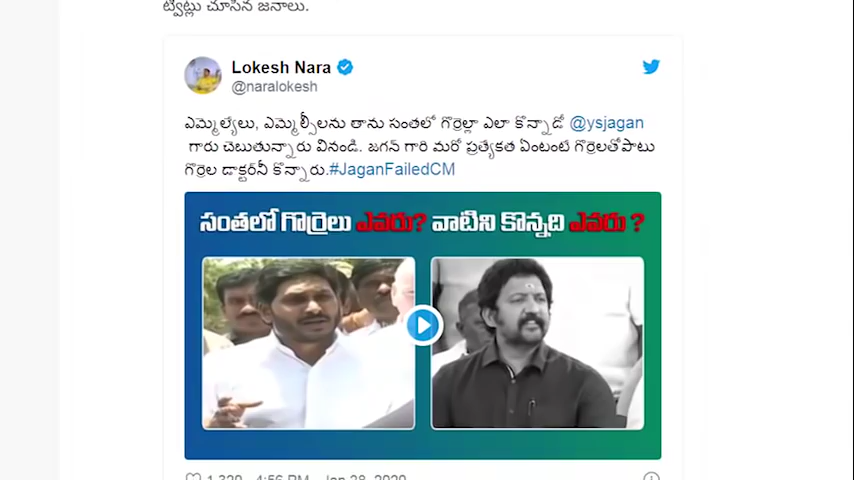 ట్వీట్లు చూసిన జనాలు.
Lokesh Nara
@naralokesh
ఎమ్మెల్యేలు, ఎమ్మెల్సీలను తాను సంతలో గొర్రెల్లా ఎలా కొన్నాడో @ysjagan
గారు చెబుతున్నారు వినండి. జగన్ గారి మరో ప్రత్యేకత ఏంటంటే గొర్రెలతోపాటు
గొర్రెల డాక్టర్‌నీ కొన్నారు.#JaganFailedCM
సంతలో గొర్రెలు ఎవరు? వాటిని కొన్నది ఎవరు ?
1,320 4:56 PM - Jan 28, 2020